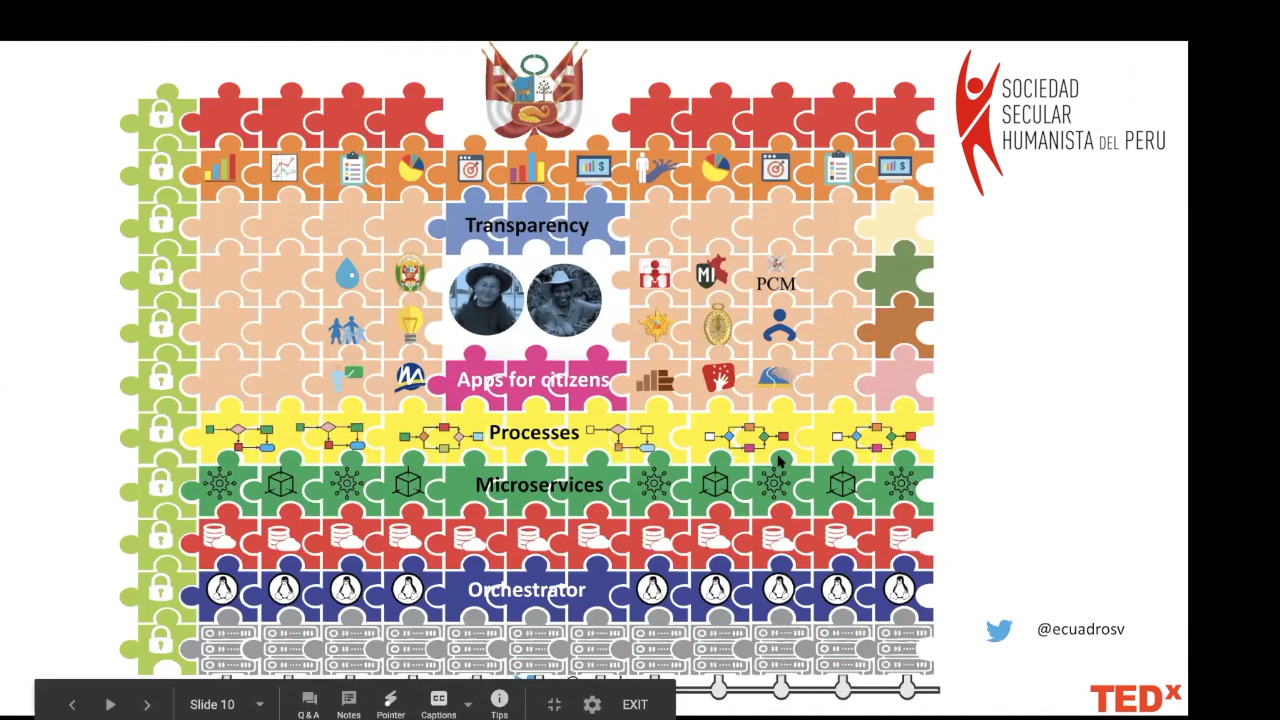 SOCIEDAD
SECULAR
HUMANISTA DEL PERU
Transparency
MI
PCM
Apps for citizens
Processes
Microservices
Orchestrator
@ecuadrosv
TEDx
Slide 10
Q & A
Notes
Pointer
Captions
Tips
EXIT